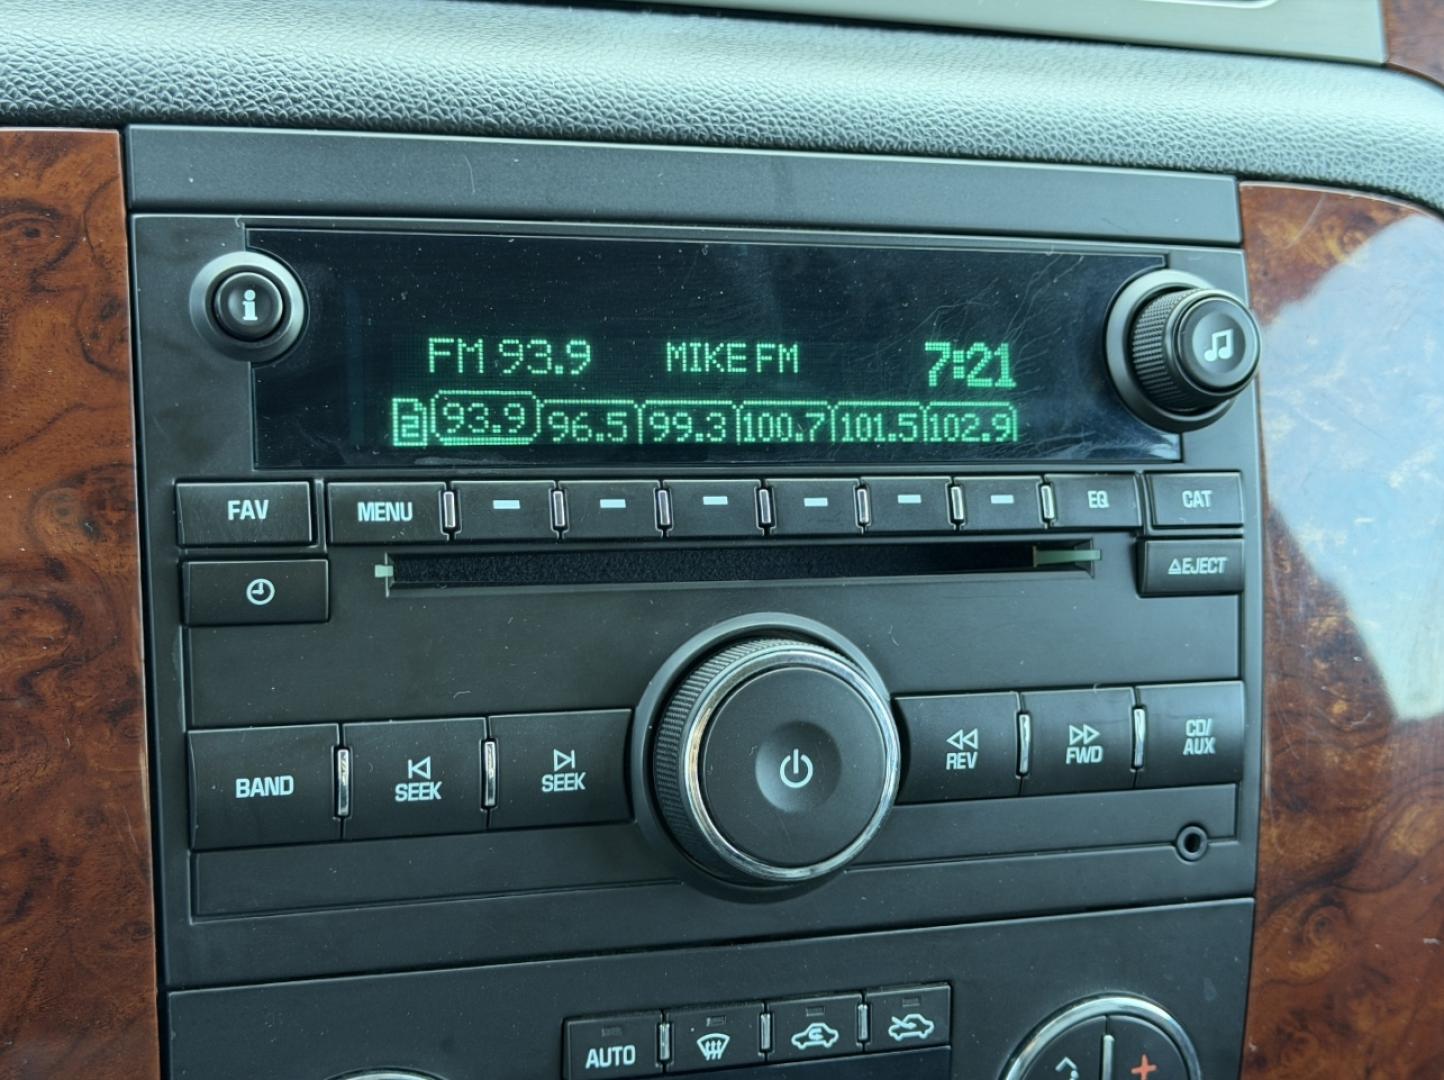 i
FM 93.9 MIKE FM 7:21
2 93.9 96.5 99.3 100.7 101.5 102.9
FAV MENU EQ CAT
EJECT
BAND SEEK SEEK REV FWD CD/
AUX
AUTO